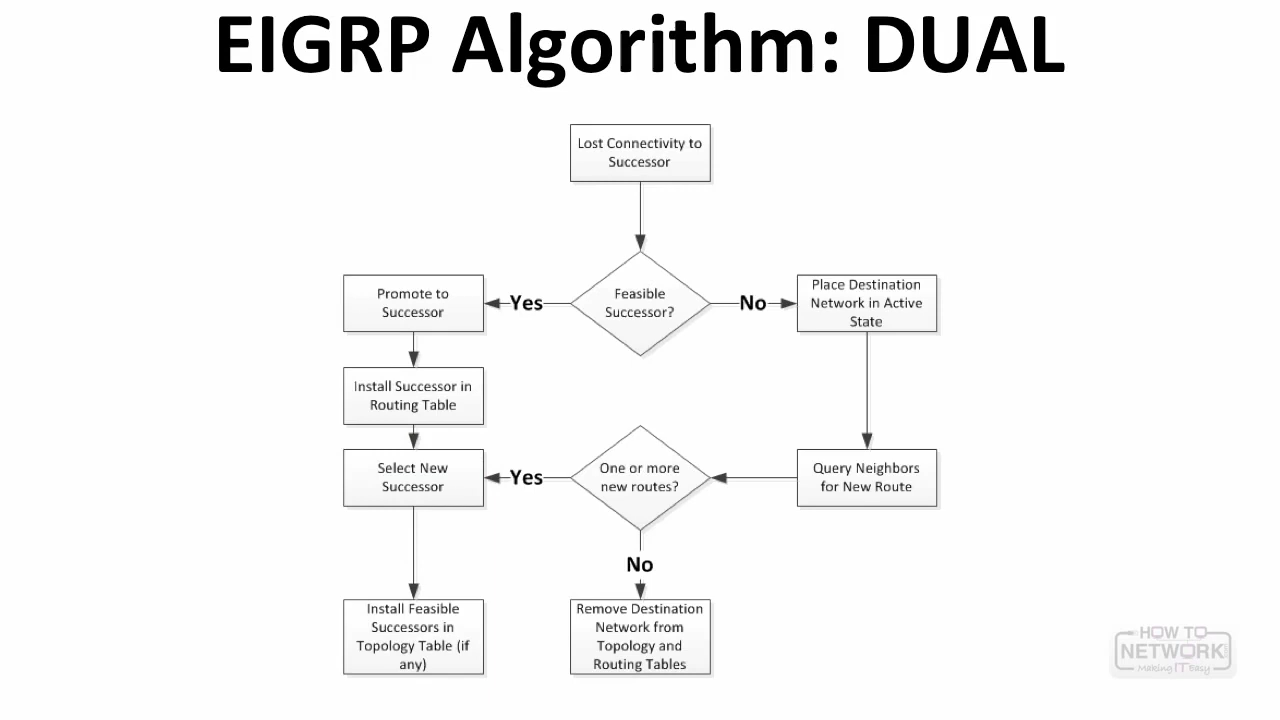 EIGRP Algorithm: DUAL
Lost Connectivity to
Successor
Promote to
Successor
Yes
Feasible
Successor?
No
Place Destination
Network in Active
State
Install Successor in
Routing Table
Select New
Successor
Yes
One or more
new routes?
Query Neighbors
for New Route
No
Install Feasible
Successors in
Topology Table (if
any)
Remove Destination
Network from
Topology and
Routing Tables
HOW TO
NETWORK
Making IT Easy